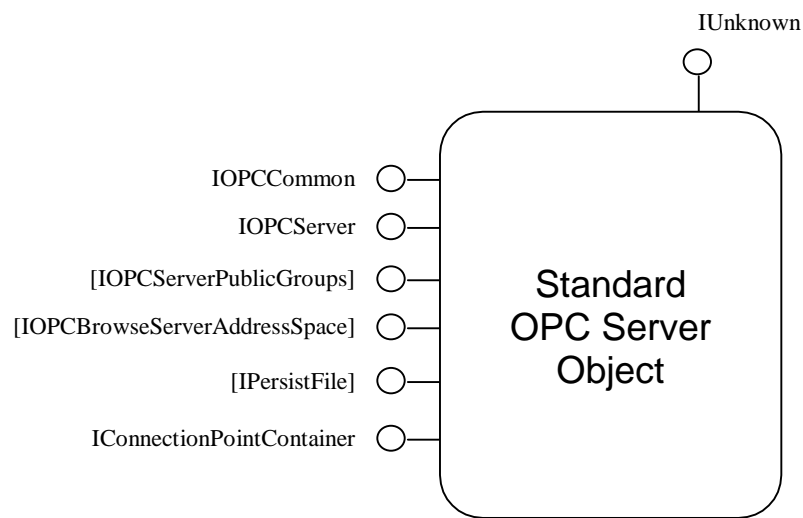 IUnknown
IOPCCommon
IOPCServer
[IOPCServerPublicGroups]
[IOPCBrowseServerAddressSpace]
[IPersistFile]
IConnectionPointContainer
Standard
OPC Server
Object